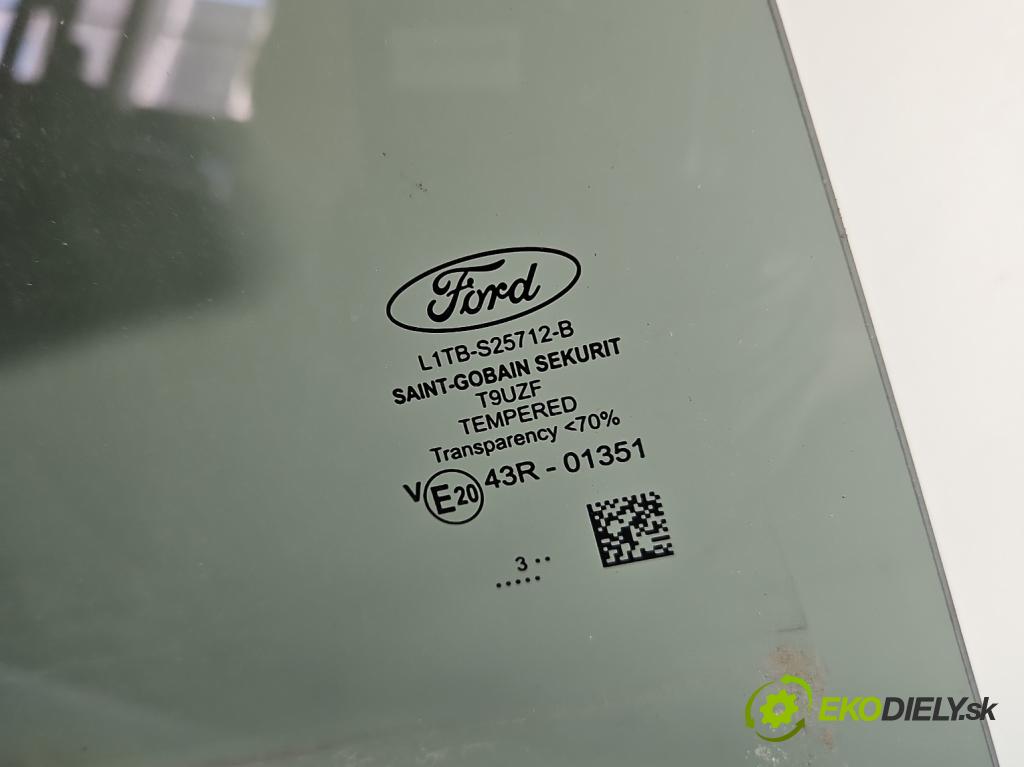 Ford
L1TB-S25712-B
SAINT-GOBAIN SEKURIT
T9UZF
TEMPERED
Transparency <70%
V E20 43R - 01351
3
EKODIELY.sk